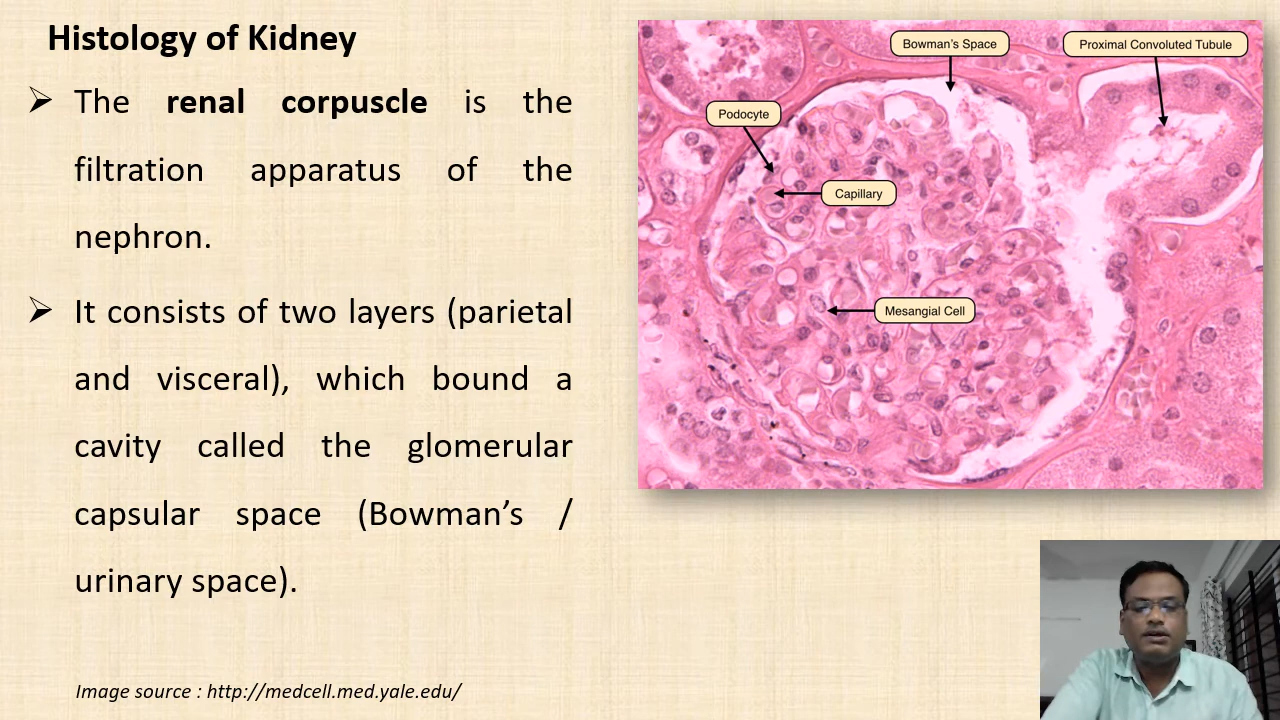 Histology of Kidney
The renal corpuscle is the
filtration apparatus of the
nephron.
It consists of two layers (parietal
and visceral), which bound a
cavity called the glomerular
capsular space (Bowman’s /
urinary space).
Image source : http://medcell.med.yale.edu/
Bowman’s Space
Proximal Convoluted Tubule
Podocyte
Capillary
Mesangial Cell